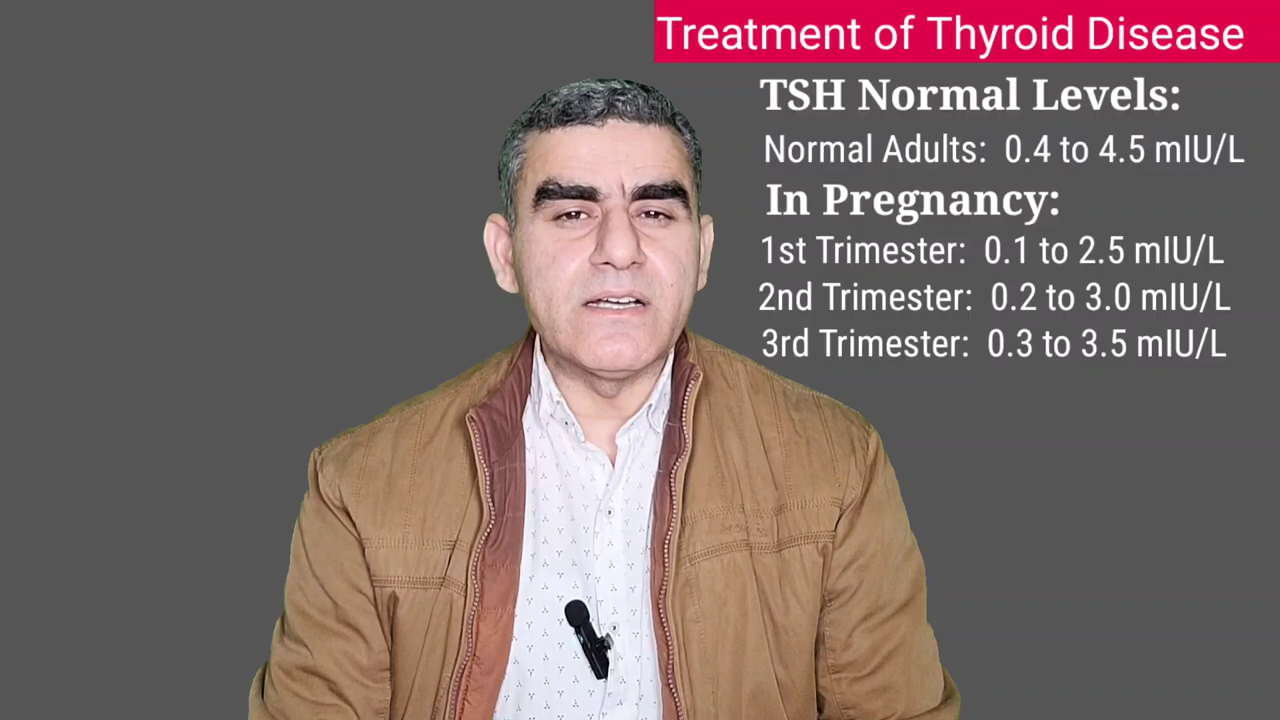 Treatment of Thyroid Disease
TSH Normal Levels:
Normal Adults: 0.4 to 4.5 mIU/L
In Pregnancy:
1st Trimester: 0.1 to 2.5 mIU/L
2nd Trimester: 0.2 to 3.0 mIU/L
3rd Trimester: 0.3 to 3.5 mIU/L